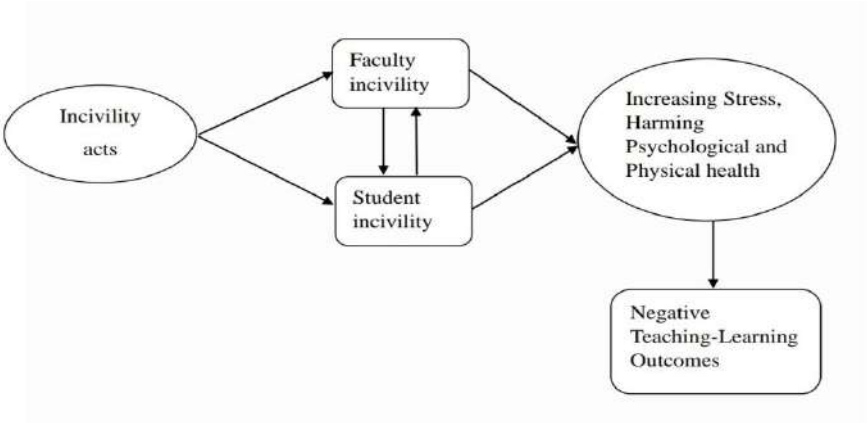 Incivility
acts
Faculty
incivility
Student
incivility
Increasing Stress,
Harming
Psychological and
Physical health
Negative
Teaching-Learning
Outcomes